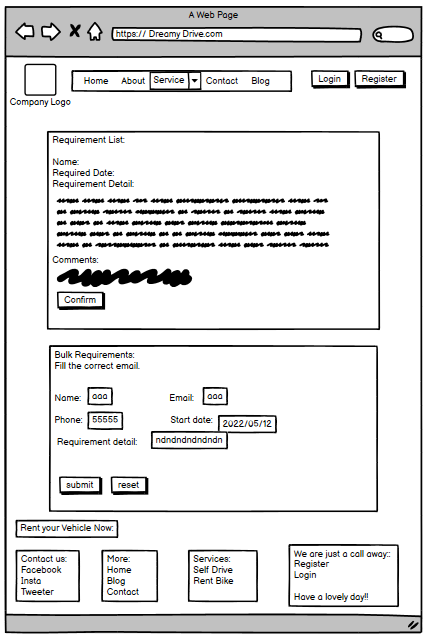 A Web Page
https:// Dreamy Drive.com
Home About Service Contact Blog
Login Register
Company Logo
Requirement List:
Name:
Required Date:
Requirement Detail:
Comments:
Confirm
Bulk Requirements:
Fill the correct email.
Name: aaa Email: aaa
Phone: 55555 Start date: 2022/05/12
Requirement detail: ndndndndndndn
submit reset
Rent your Vehicle Now:
Contact us:
Facebook
Insta
Tweeter
More:
Home
Blog
Contact
Services:
Self Drive
Rent Bike
We are just a call away::
Register
Login
Have a lovely day!!